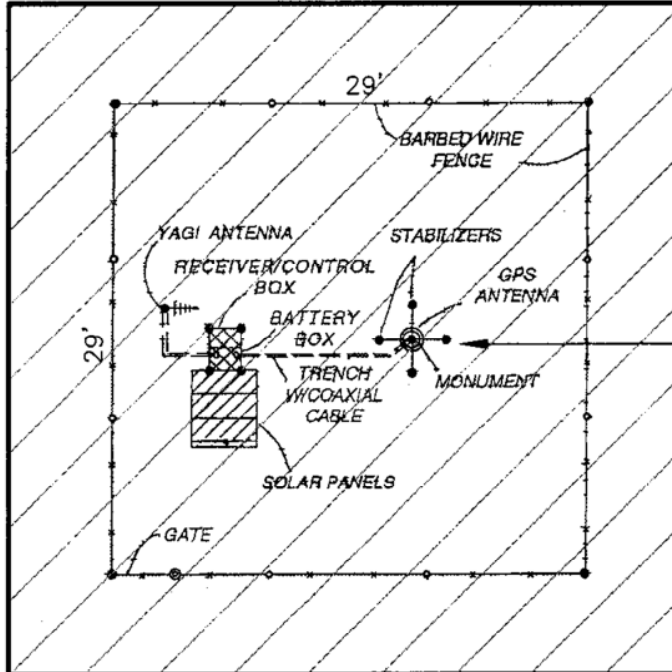 29'
BARBED WIRE
FENCE
YAGI ANTENNA
STABILIZERS
RECEIVER/CONTROL
BOX
GPS
ANTENNA
BATTERY
BOX
29'
TRENCH
W/COAXIAL
CABLE
MONUMENT
SOLAR PANELS
GATE